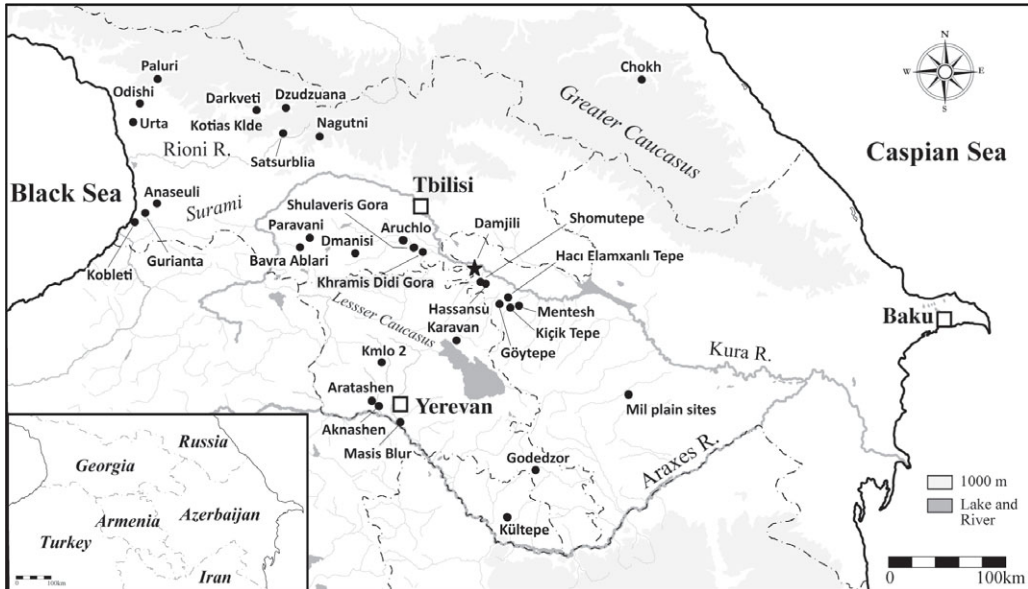 Paluri
Chokh
N
W
E
S
Odishi
Darkveti
Dzudzuana
Greater Caucasus
Urta
Kotias Klde
Nagutni
Rioni R.
Satsurblia
Caspian Sea
Black Sea
Anaseuli
Surami
Tbilisi
Shulaveris Gora
Shomutepe
Paravani
Aruchlo
Damjili
Dmanisi
Kobleti
Gurianta
Bavra Ablari
Hacı Elamxanlı Tepe
Khramis Didi Gora
Lessser Caucasus
Hassansu
Mentesh
Baku
Karavan
Kiçik Tepe
Göytepe
Kura R.
Kmlo 2
Aratashen
Yerevan
Mil plain sites
Aknashen
Masis Blur
Araxes R.
Godedzor
Kültepe
Russia
Georgia
Armenia
Azerbaijan
Turkey
Iran
0
100km
1000 m
Lake and
River
0
100km